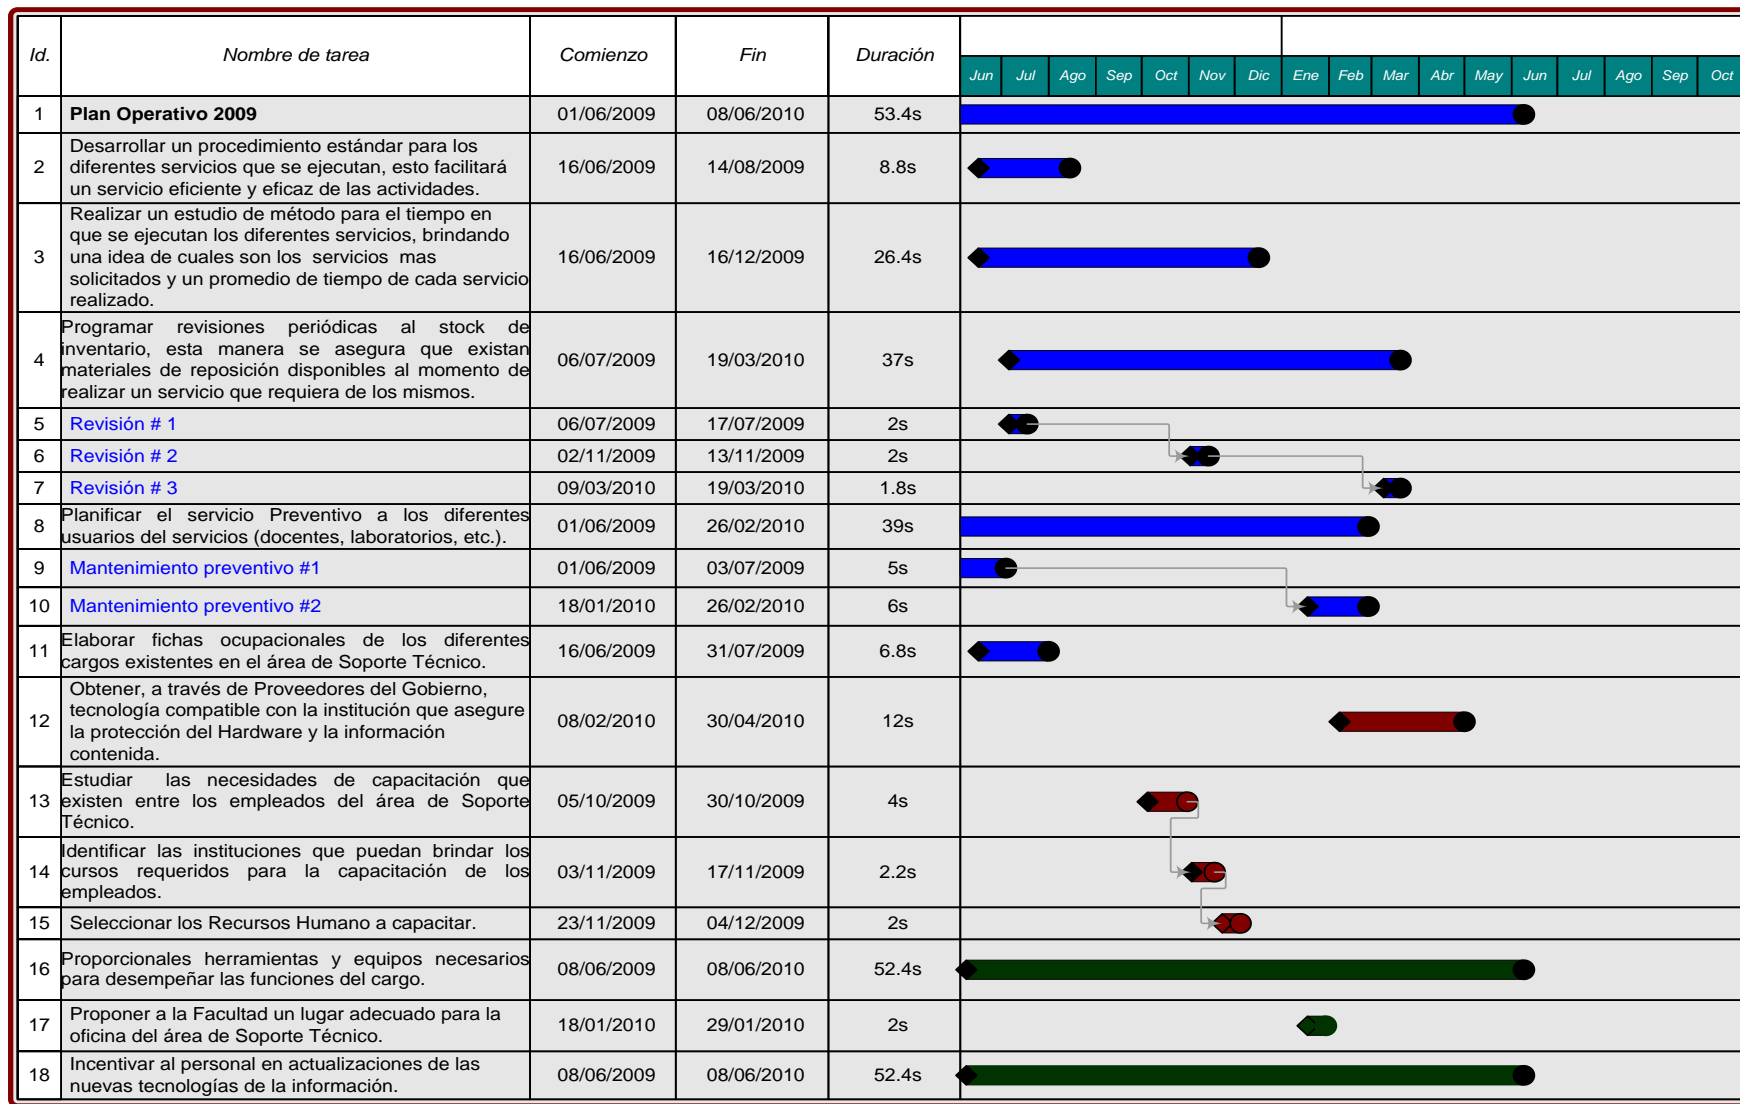 Id. Nombre de tarea Comienzo Fin Duración
Jun Jul Ago Sep Oct Nov Dic Ene Feb Mar Abr May Jun Jul Ago Sep Oct
1 Plan Operativo 2009 01/06/2009 08/06/2010 53.4s
Desarrollar un procedimiento estándar para los
2 diferentes servicios que se ejecutan, esto facilitará 16/06/2009 14/08/2009 8.8s
un servicio eficiente y eficaz de las actividades.
Realizar un estudio de método para el tiempo en
que se ejecutan los diferentes servicios, brindando
3 una idea de cuales son los servicios mas 16/06/2009 16/12/2009 26.4s
solicitados y un promedio de tiempo de cada servicio
realizado.
Programar revisiones periódicas al stock de
inventario, esta manera se asegura que existan
4 materiales de reposición disponibles al momento de 06/07/2009 19/03/2010 37s
realizar un servicio que requiera de los mismos.
5 Revisión # 1 06/07/2009 17/07/2009 2s
6 Revisión # 2 02/11/2009 13/11/2009 2s
7 Revisión # 3 09/03/2010 19/03/2010 1.8s
Planificar el servicio Preventivo a los diferentes
8 usuarios del servicios (docentes, laboratorios, etc.). 01/06/2009 26/02/2010 39s
9 Mantenimiento preventivo #1 01/06/2009 03/07/2009 5s
10 Mantenimiento preventivo #2 18/01/2010 26/02/2010 6s
Elaborar fichas ocupacionales de los diferentes
11 cargos existentes en el área de Soporte Técnico. 16/06/2009 31/07/2009 6.8s
Obtener, a través de Proveedores del Gobierno,
tecnología compatible con la institución que asegure
12 la protección del Hardware y la información 08/02/2010 30/04/2010 12s
contenida.
Estudiar las necesidades de capacitación que
13 existen entre los empleados del área de Soporte 05/10/2009 30/10/2009 4s
Técnico.
Identificar las instituciones que puedan brindar los
14 cursos requeridos para la capacitación de los 03/11/2009 17/11/2009 2.2s
empleados.
15 Seleccionar los Recursos Humano a capacitar. 23/11/2009 04/12/2009 2s
Proporcionales herramientas y equipos necesarios
16 para desempeñar las funciones del cargo. 08/06/2009 08/06/2010 52.4s
Proponer a la Facultad un lugar adecuado para la
17 oficina del área de Soporte Técnico. 18/01/2010 29/01/2010 2s
Incentivar al personal en actualizaciones de las
18 nuevas tecnologías de la información. 08/06/2009 08/06/2010 52.4s